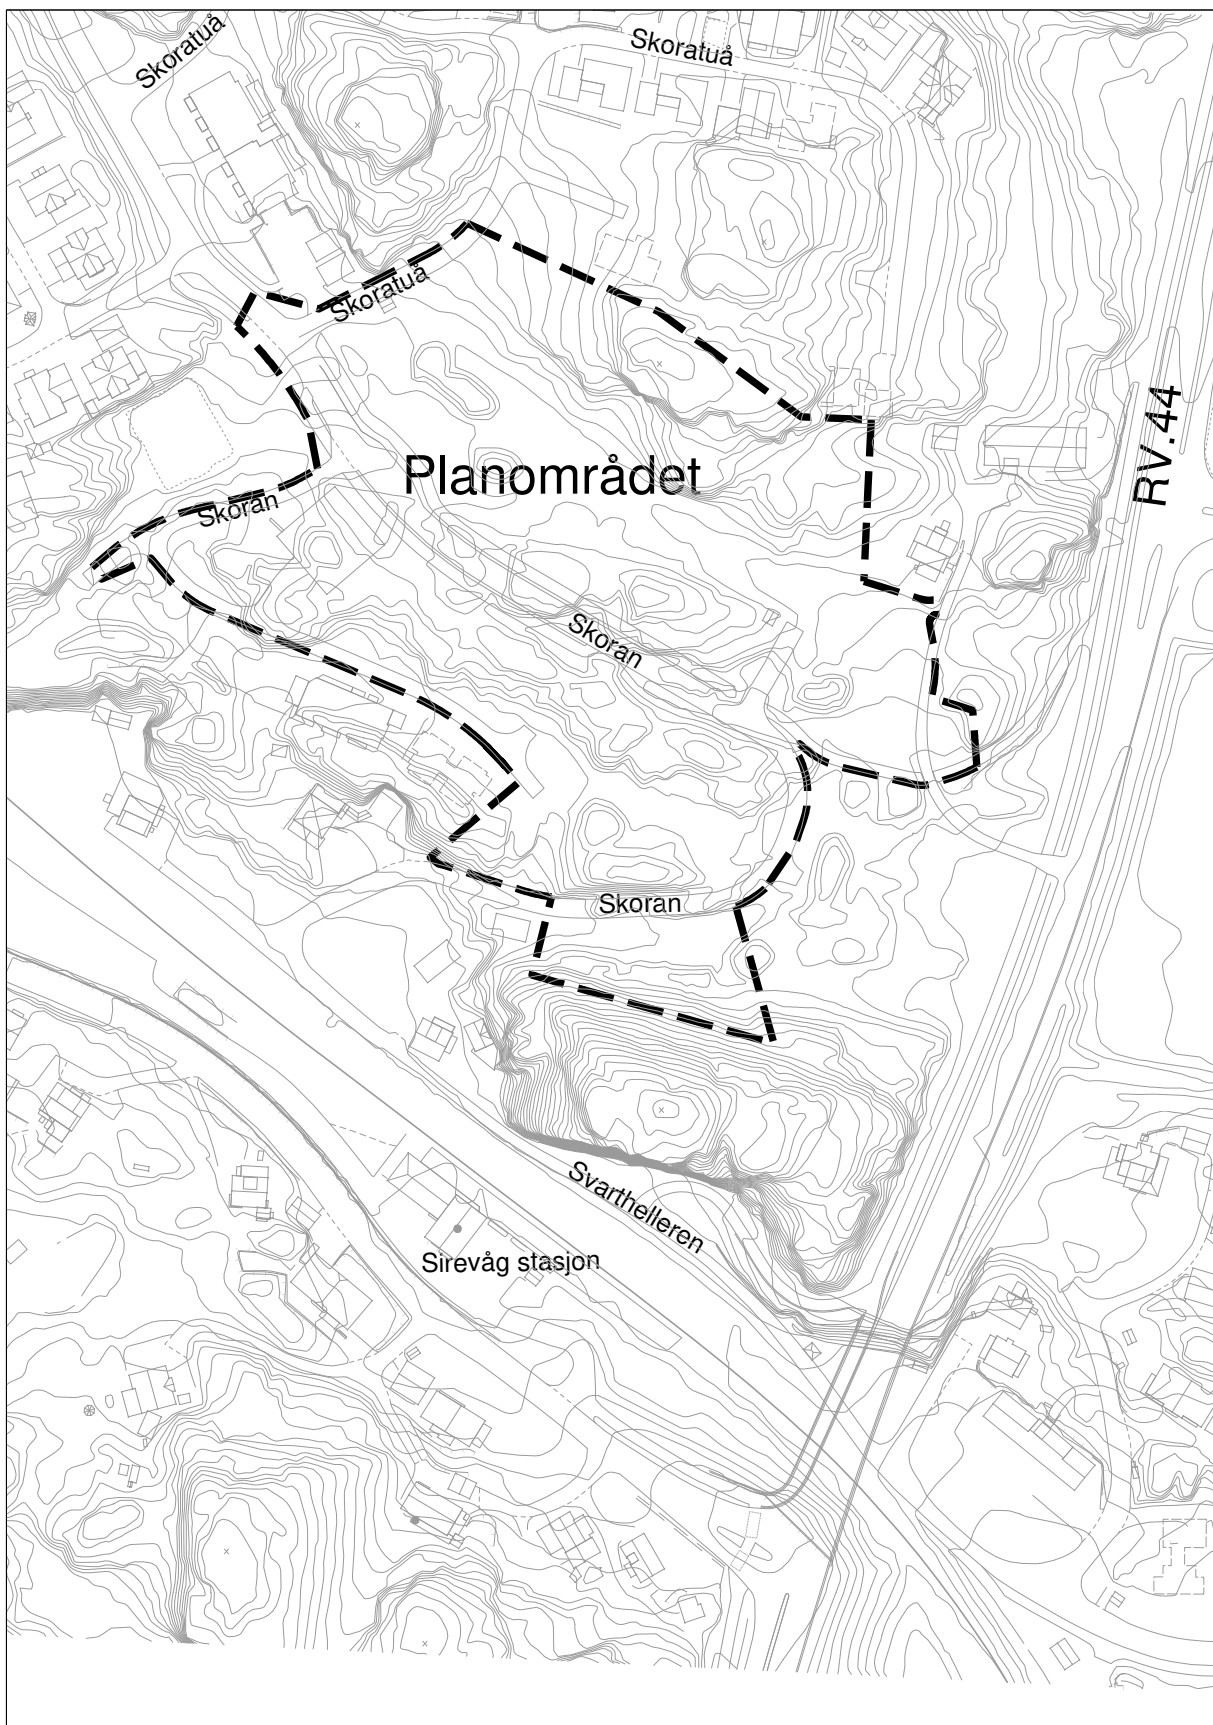 Skoratuå
Skoratuå
Skoratuå
RV.44
Planområdet
Skoran
Skoran
Skoran
Svarthelleren
Sirevåg stasjon